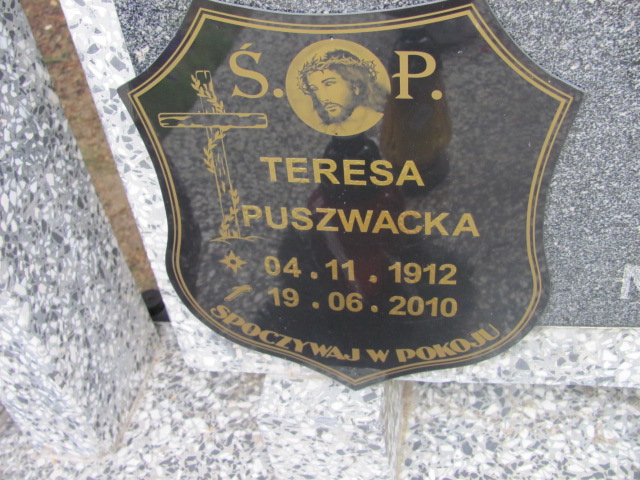 Ś. P.
TERESA
PUSZWACKA
04.11.1912
19.06.2010
SPOCZYWAJ W POKOJU